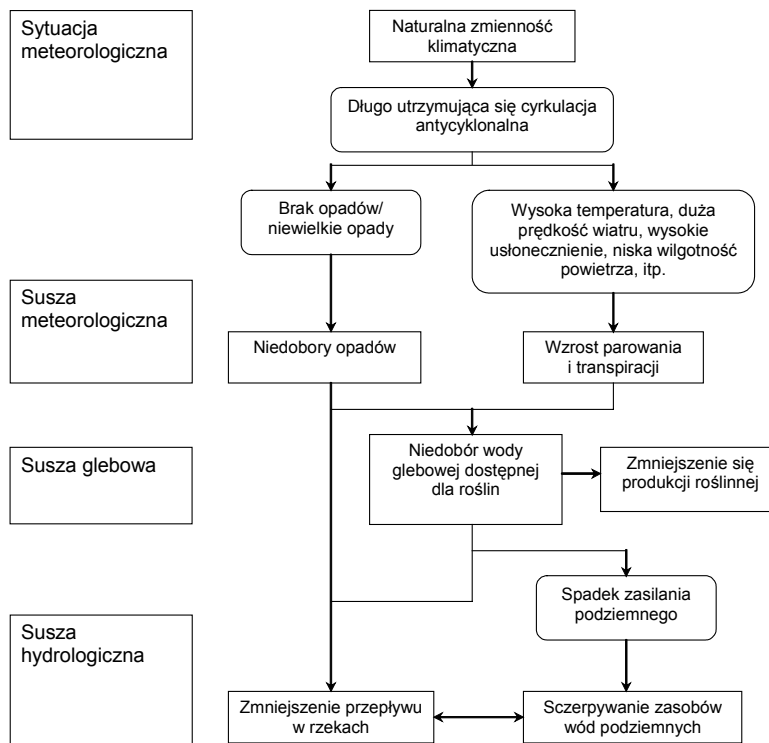 Sytuacja
meteorologiczna
Naturalna zmienność
klimatyczna
Długo utrzymująca się cyrkulacja
antycyklonalna
Brak opadów/
niewielkie opady
Wysoka temperatura, duża
prędkość wiatru, wysokie
usłonecznienie, niska wilgotność
powietrza, itp.
Susza
meteorologiczna
Niedobory opadów
Wzrost parowania
i transpiracji
Susza glebowa
Niedobór wody
glebowej dostępnej
dla roślin
Zmniejszenie się
produkcji roślinnej
Spadek zasilania
podziemnego
Susza
hydrologiczna
Zmniejszenie przepływu
w rzekach
Sczerpywanie zasobów
wód podziemnych